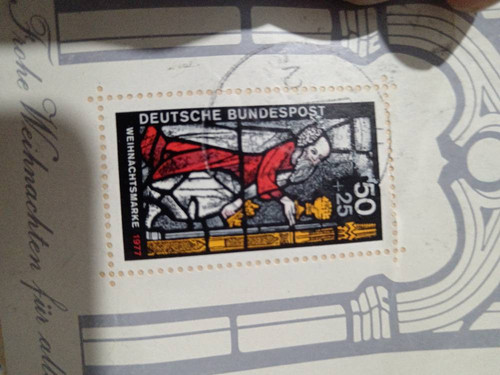 DEUTSCHE BUNDESPOST
WEIHNACHTSMARKE 1977
50
+25
Frohe Weihnachten für alle